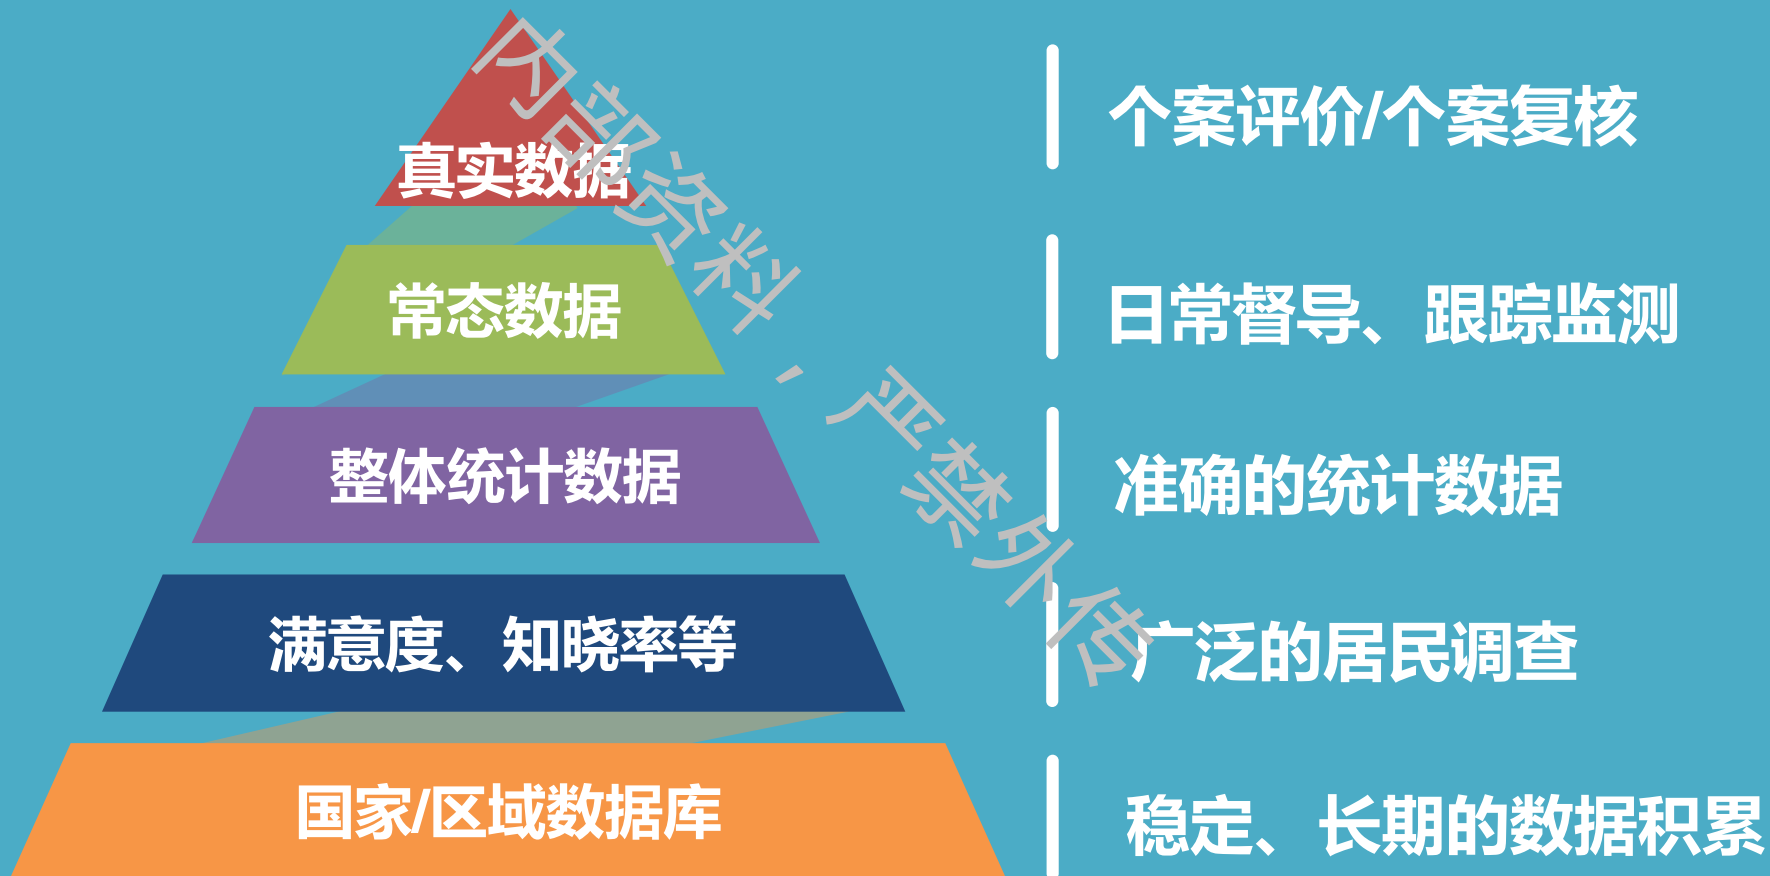 真实数据
个案评价/个案复核
常态数据
日常督导、跟踪监测
整体统计数据
准确的统计数据
满意度、知晓率等
广泛的居民调查
国家/区域数据库
稳定、长期的数据积累
内部资料，严禁外传